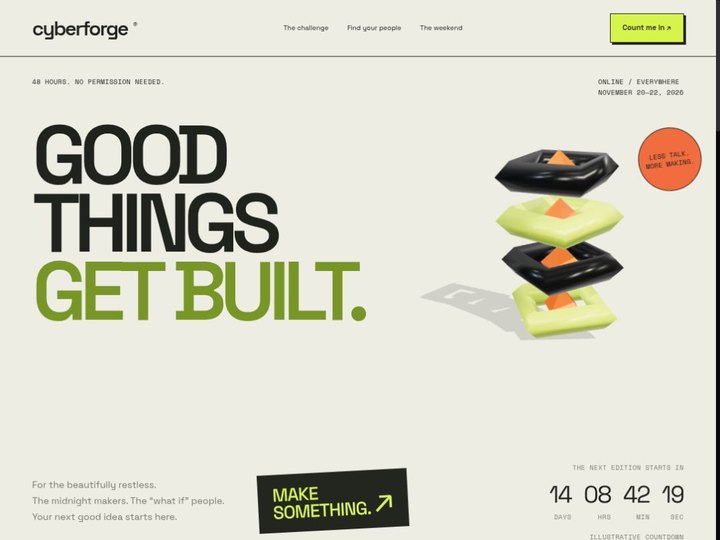 cyberforge ®
The challenge
Find your people
The weekend
Count me in ↗
48 HOURS. NO PERMISSION NEEDED.
ONLINE / EVERYWHERE
NOVEMBER 20–22, 2026
GOOD
THINGS
GET BUILT.
LESS TALK.
MORE MAKING.
For the beautifully restless.
The midnight makers. The “what if” people.
Your next good idea starts here.
MAKE
SOMETHING. ↗
THE NEXT EDITION STARTS IN
14 08 42 19
DAYS HRS MIN SEC
ILLUSTRATIVE COUNTDOWN